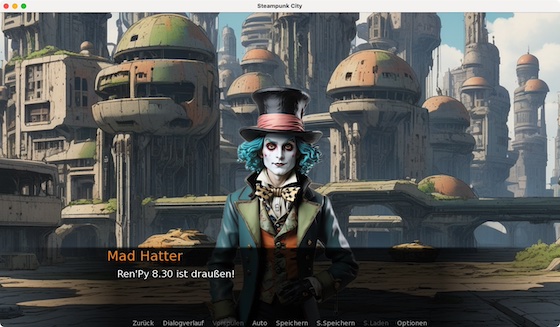 Steampunk City
Mad Hatter
Ren'Py 8.30 ist draußen!
Zurück Dialogverlauf Vorspulen Auto Speichern S.Speichern S.Laden Optionen